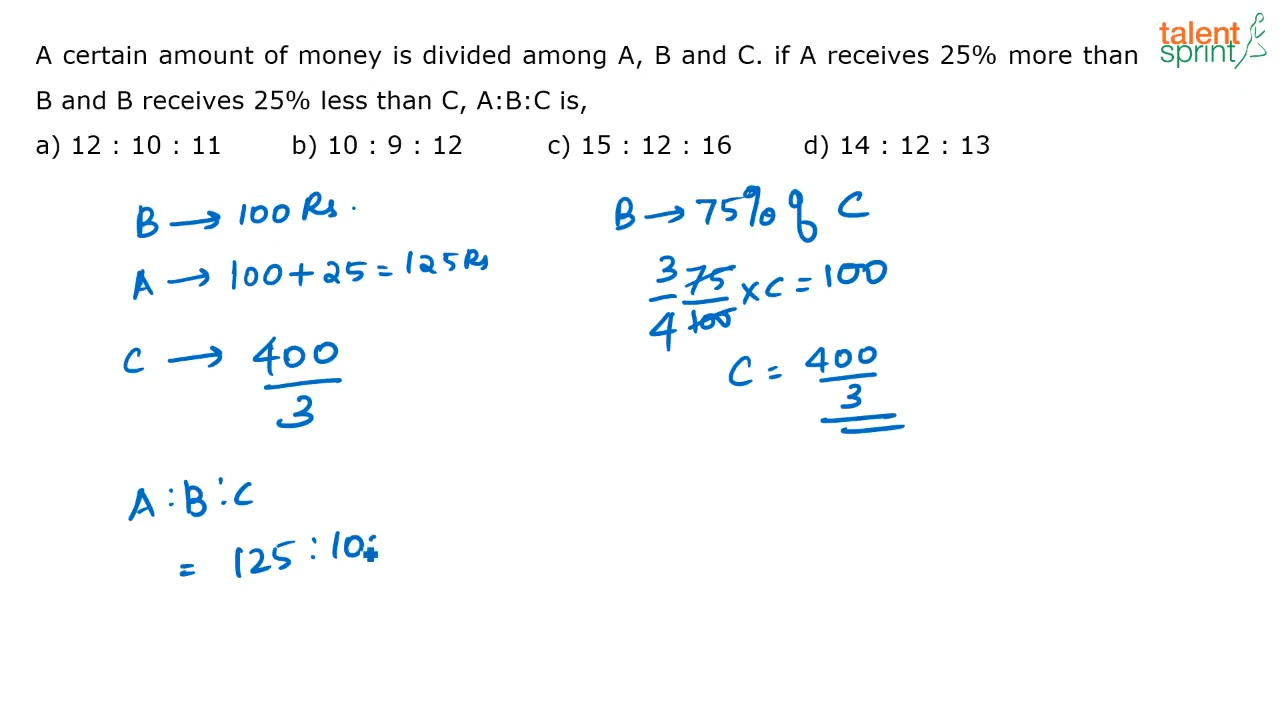 talent
sprint
A certain amount of money is divided among A, B and C. if A receives 25% more than
B and B receives 25% less than C, A:B:C is,
a) 12 : 10 : 11 b) 10 : 9 : 12 c) 15 : 12 : 16 d) 14 : 12 : 13
B → 100 Rs.
A → 100 + 25 = 125 Rs
C → 400
3
A : B : C
= 125 : 10
B → 75% of C
3 75 × C = 100
4 100
C = 400
3